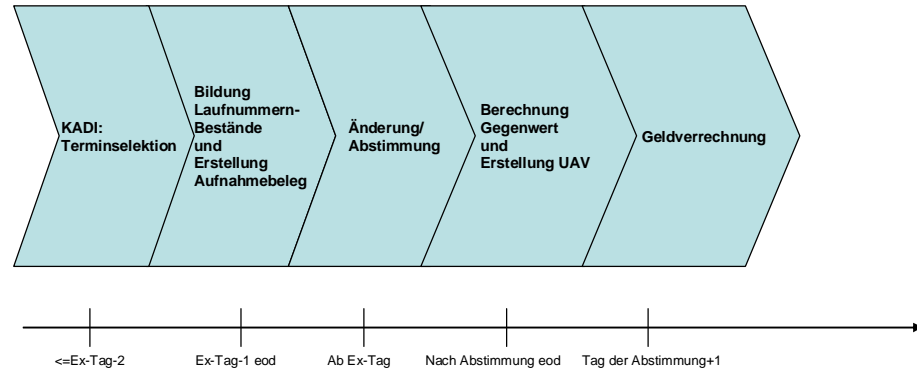 KADI:
Terminselektion
Bildung
Laufnummern-
Bestände
und
Erstellung
Aufnahmebeleg
Änderung/
Abstimmung
Berechnung
Gegenwert
und
Erstellung UAV
Geldverrechnung
<=Ex-Tag-2
Ex-Tag-1 eod
Ab Ex-Tag
Nach Abstimmung eod
Tag der Abstimmung+1